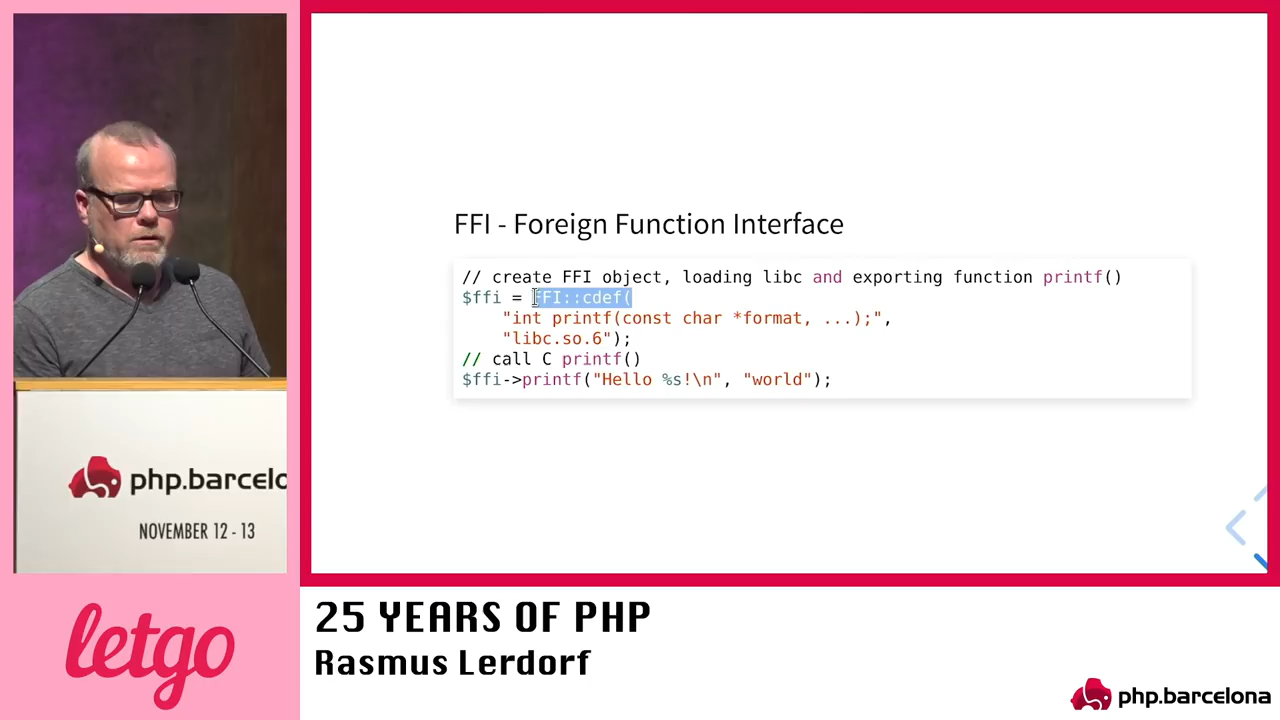 FFI - Foreign Function Interface
// create FFI object, loading libc and exporting function printf()
$ffi = FFI::cdef(
"int printf(const char *format, ...);",
"libc.so.6");
// call C printf()
$ffi->printf("Hello %s!\n", "world");
php.barcelo
NOVEMBER 12 - 13
letgo
25 YEARS OF PHP
Rasmus Lerdorf
php.barcelona